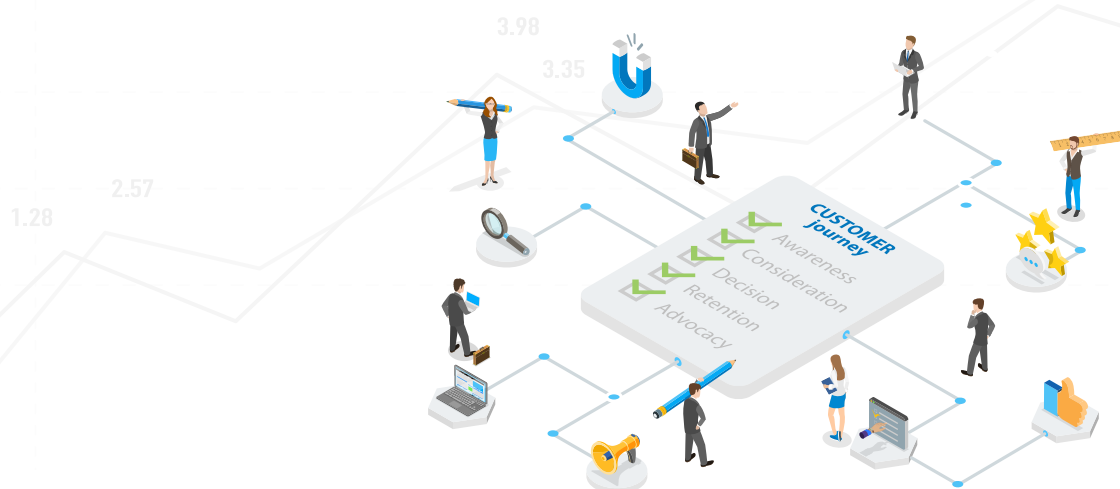 3.98
3.35
2.57
1.28
CUSTOMER
journey
Awareness
Consideration
Decision
Retention
Advocacy